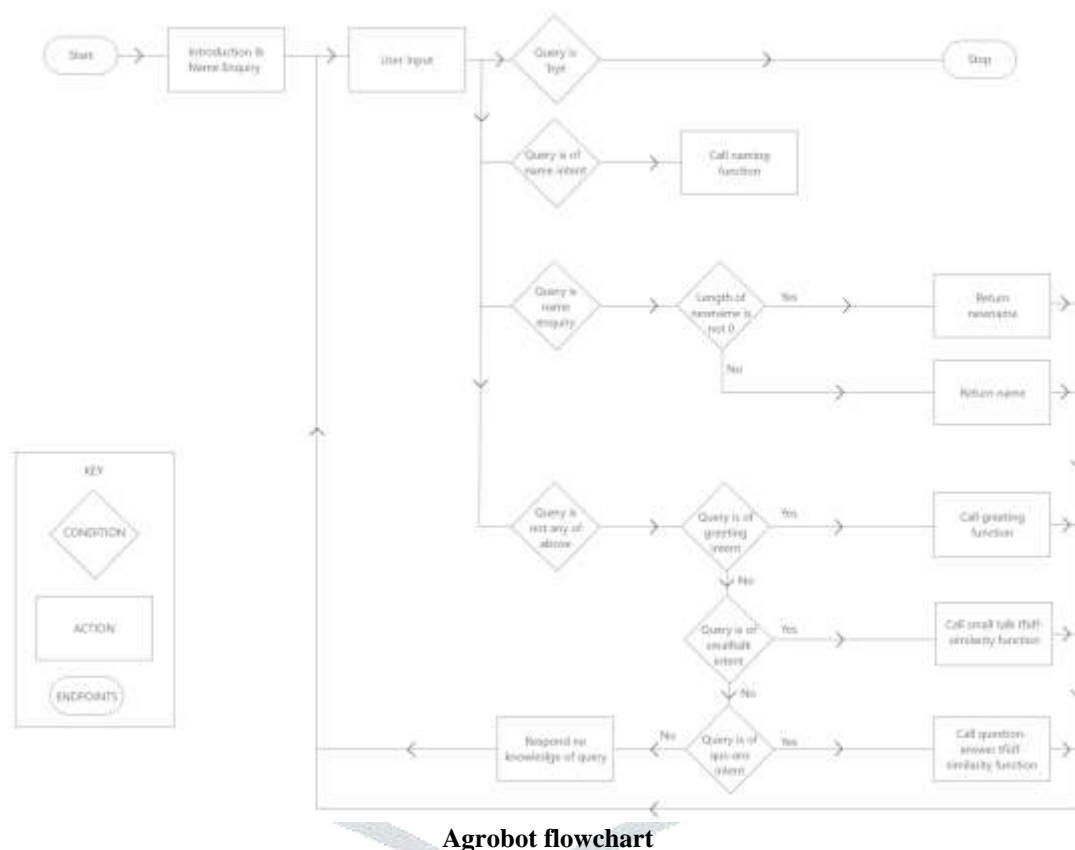 Start
Introduction &
Name Enquiry
User Input
Query is
'bye'
Stop
Query is of
name intent
Call naming
function
Query is
name
enquiry
Length of
newname is
not 0
Yes
Return
newname
No
Return name
KEY
CONDITION
ACTION
ENDPOINTS
Query is
not any of
above
Query is of
greeting
intent
Yes
Call greeting
function
No
Query is of
smalltalk
intent
Yes
Call small talk tfidf-
similarity function
No
Respond no
knowledge of query
No
Query is of
qus-ans
intent
Yes
Call question-
answer tfidf-
similarity function
Agrobot flowchart